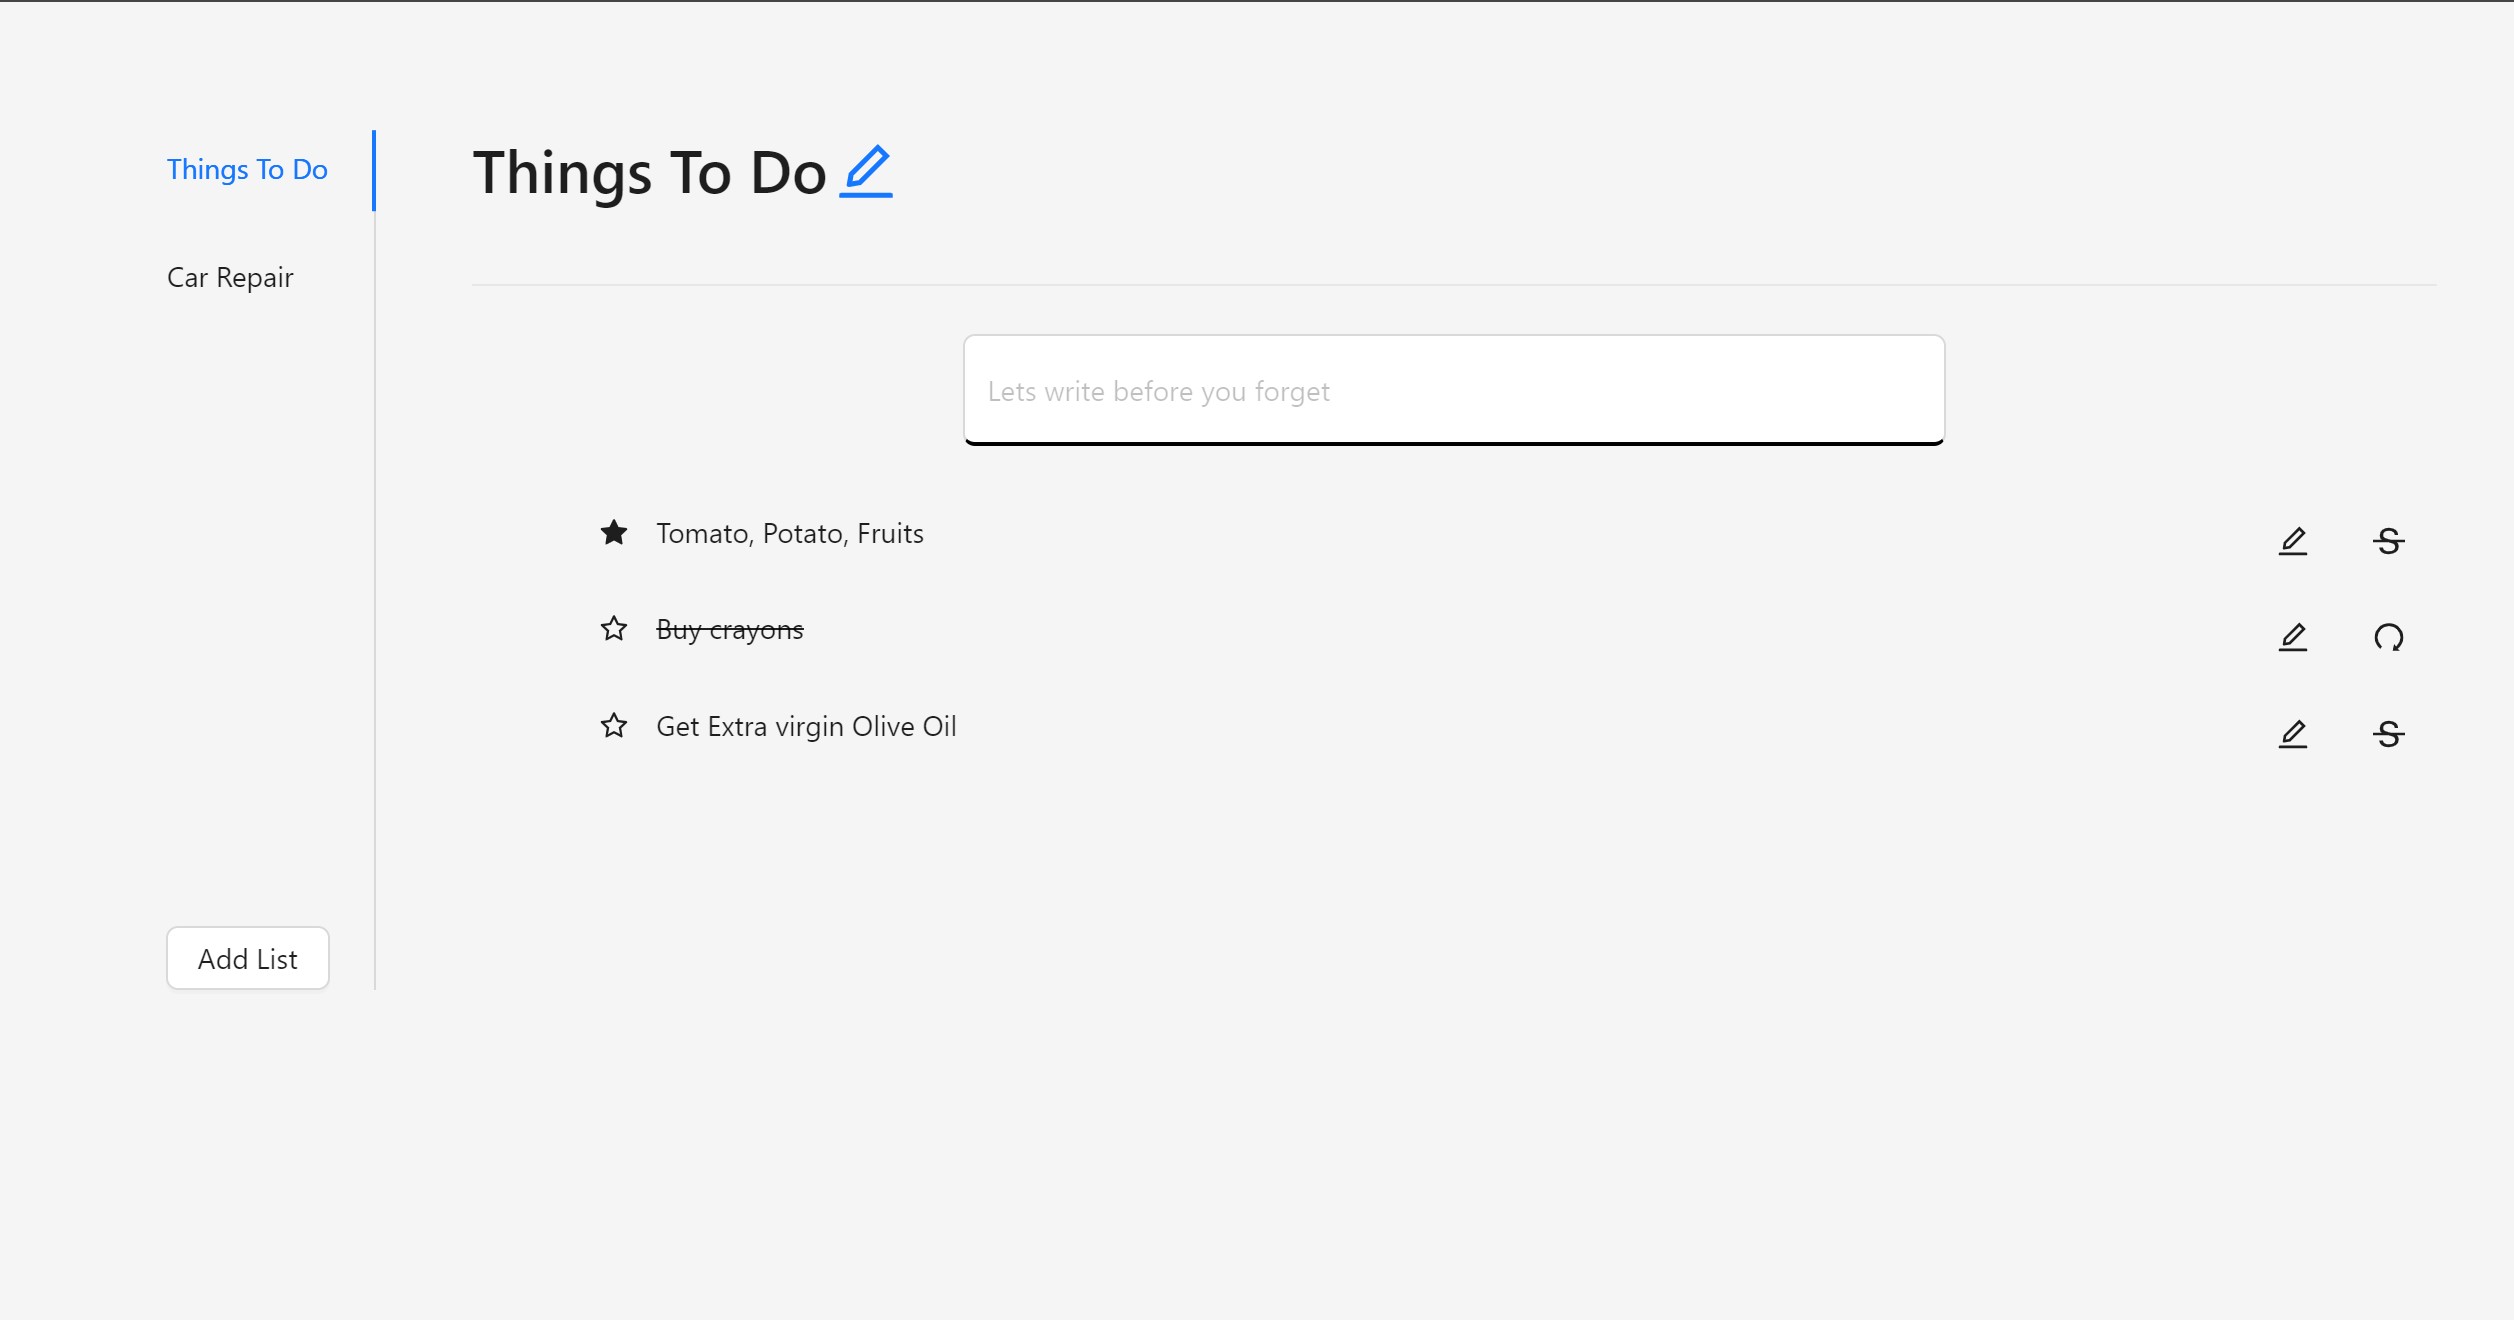 Things To Do
Car Repair
Add List
Things To Do
Lets write before you forget
Tomato, Potato, Fruits
Buy crayons
Get Extra virgin Olive Oil